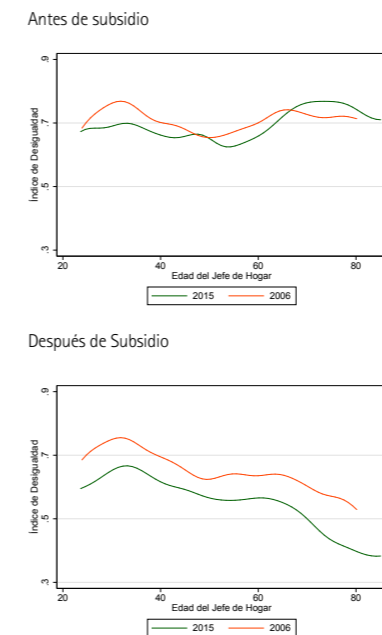 Antes de subsidio
.9
.7
.5
.3
Índice de Desigualdad
20 40 60 80
Edad del Jefe de Hogar
2015 2006
Después de Subsidio
.9
.7
.5
.3
Índice de Desigualdad
20 40 60 80
Edad del Jefe de Hogar
2015 2006